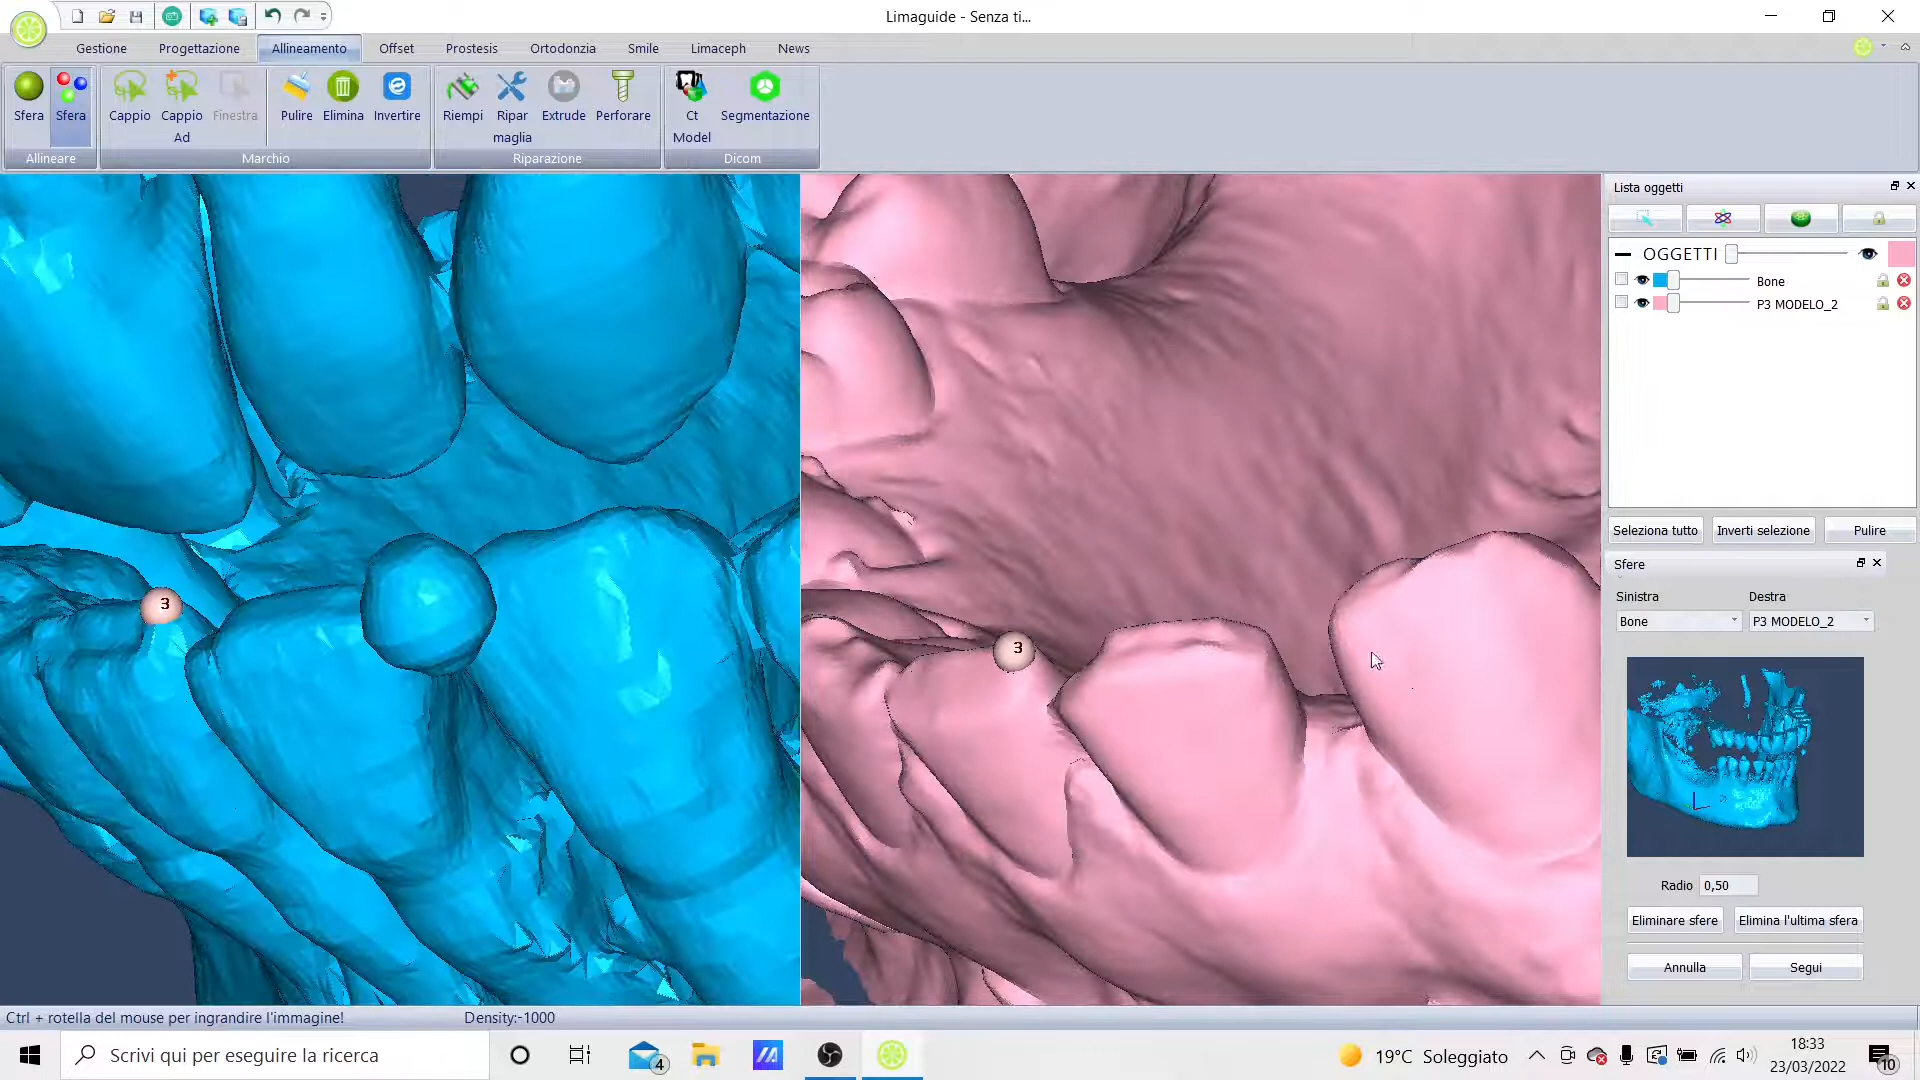 Limaguide - Senza ti...
Gestione Progettazione Allineamento Offset Prostesis Ortodonzia Smile Limaceph News
Sfera Sfera Cappio Cappio Finestra Pulire Elimina Invertire Riempi Ripar Extrude Perforare Ct Segmentazione
Ad maglia Model
Allineare Marchio Riparazione Dicom
Lista oggetti
OGGETTI
Bone
P3 MODELO_2
Seleziona tutto Inverti selezione Pulire
Sfere
Sinistra Destra
Bone P3 MODELO_2
3
3
Radio 0,50
Eliminare sfere Elimina l'ultima sfera
Annulla Segui
Ctrl + rotella del mouse per ingrandire l'immagine! Density:-1000
Scrivi qui per eseguire la ricerca
4
19°C Soleggiato
18:33
23/03/2022
10